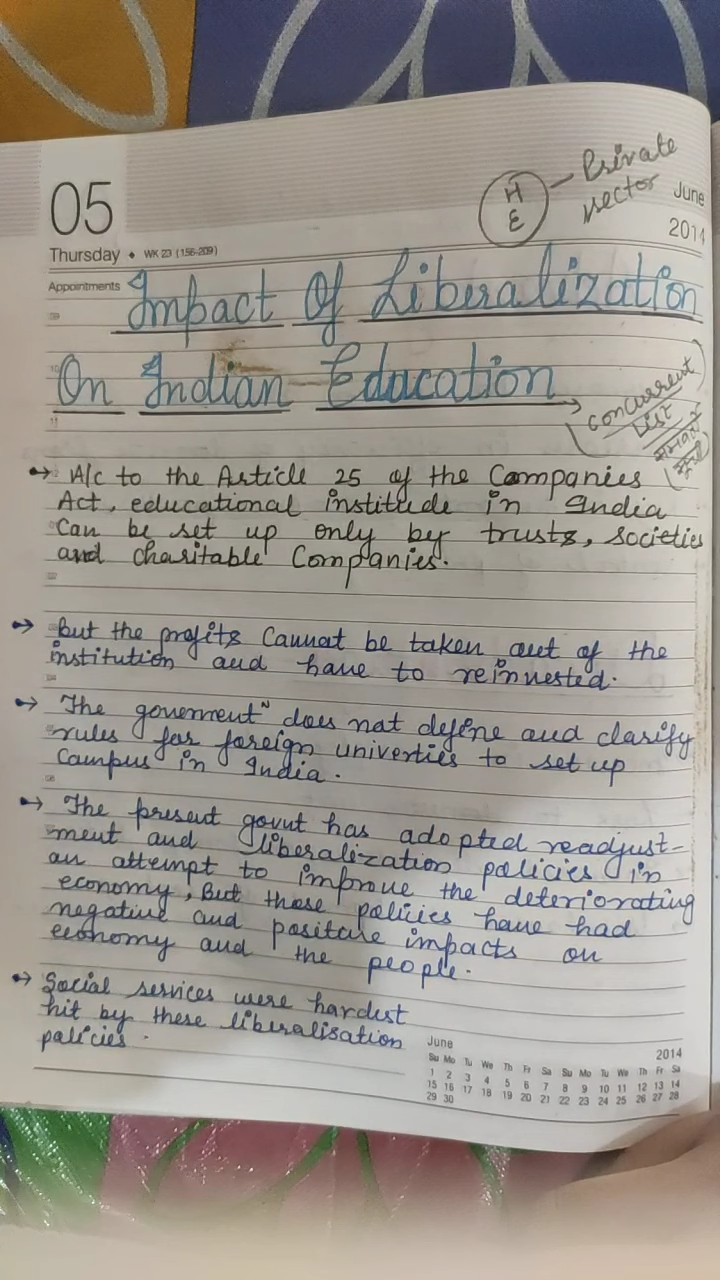 05
Thursday • WK 23 (156-209)
H
E
Private
sector
June
2014
Appointments
Impact Of Liberalization
On Indian Education
concurrent
List
समवर्ती
सूची
A/c to the Article 25 of the Companies
Act, educational institude in India
Can be set up only by trusts, societies
and charitable Companies.
but the profits Cannot be taken out of the
institution and have to reinvested.
The government does not define and clarify
rules for foreign univerties to set up
Campus in India.
The present govnt has adopted readjust-
ment and liberalization policies in
an attempt to improve the deteriorating
economy, But these policies have had
negative and positive impacts on
economy and the people.
Social services were hardest
hit by these liberalisation
policies.
June 2014
Su Mo Tu We Th Fr Sa Su Mo Tu We Th Fr Sa
1 2 3 4 5 6 7 8 9 10 11 12 13 14
15 16 17 18 19 20 21 22 23 24 25 26 27 28
29 30